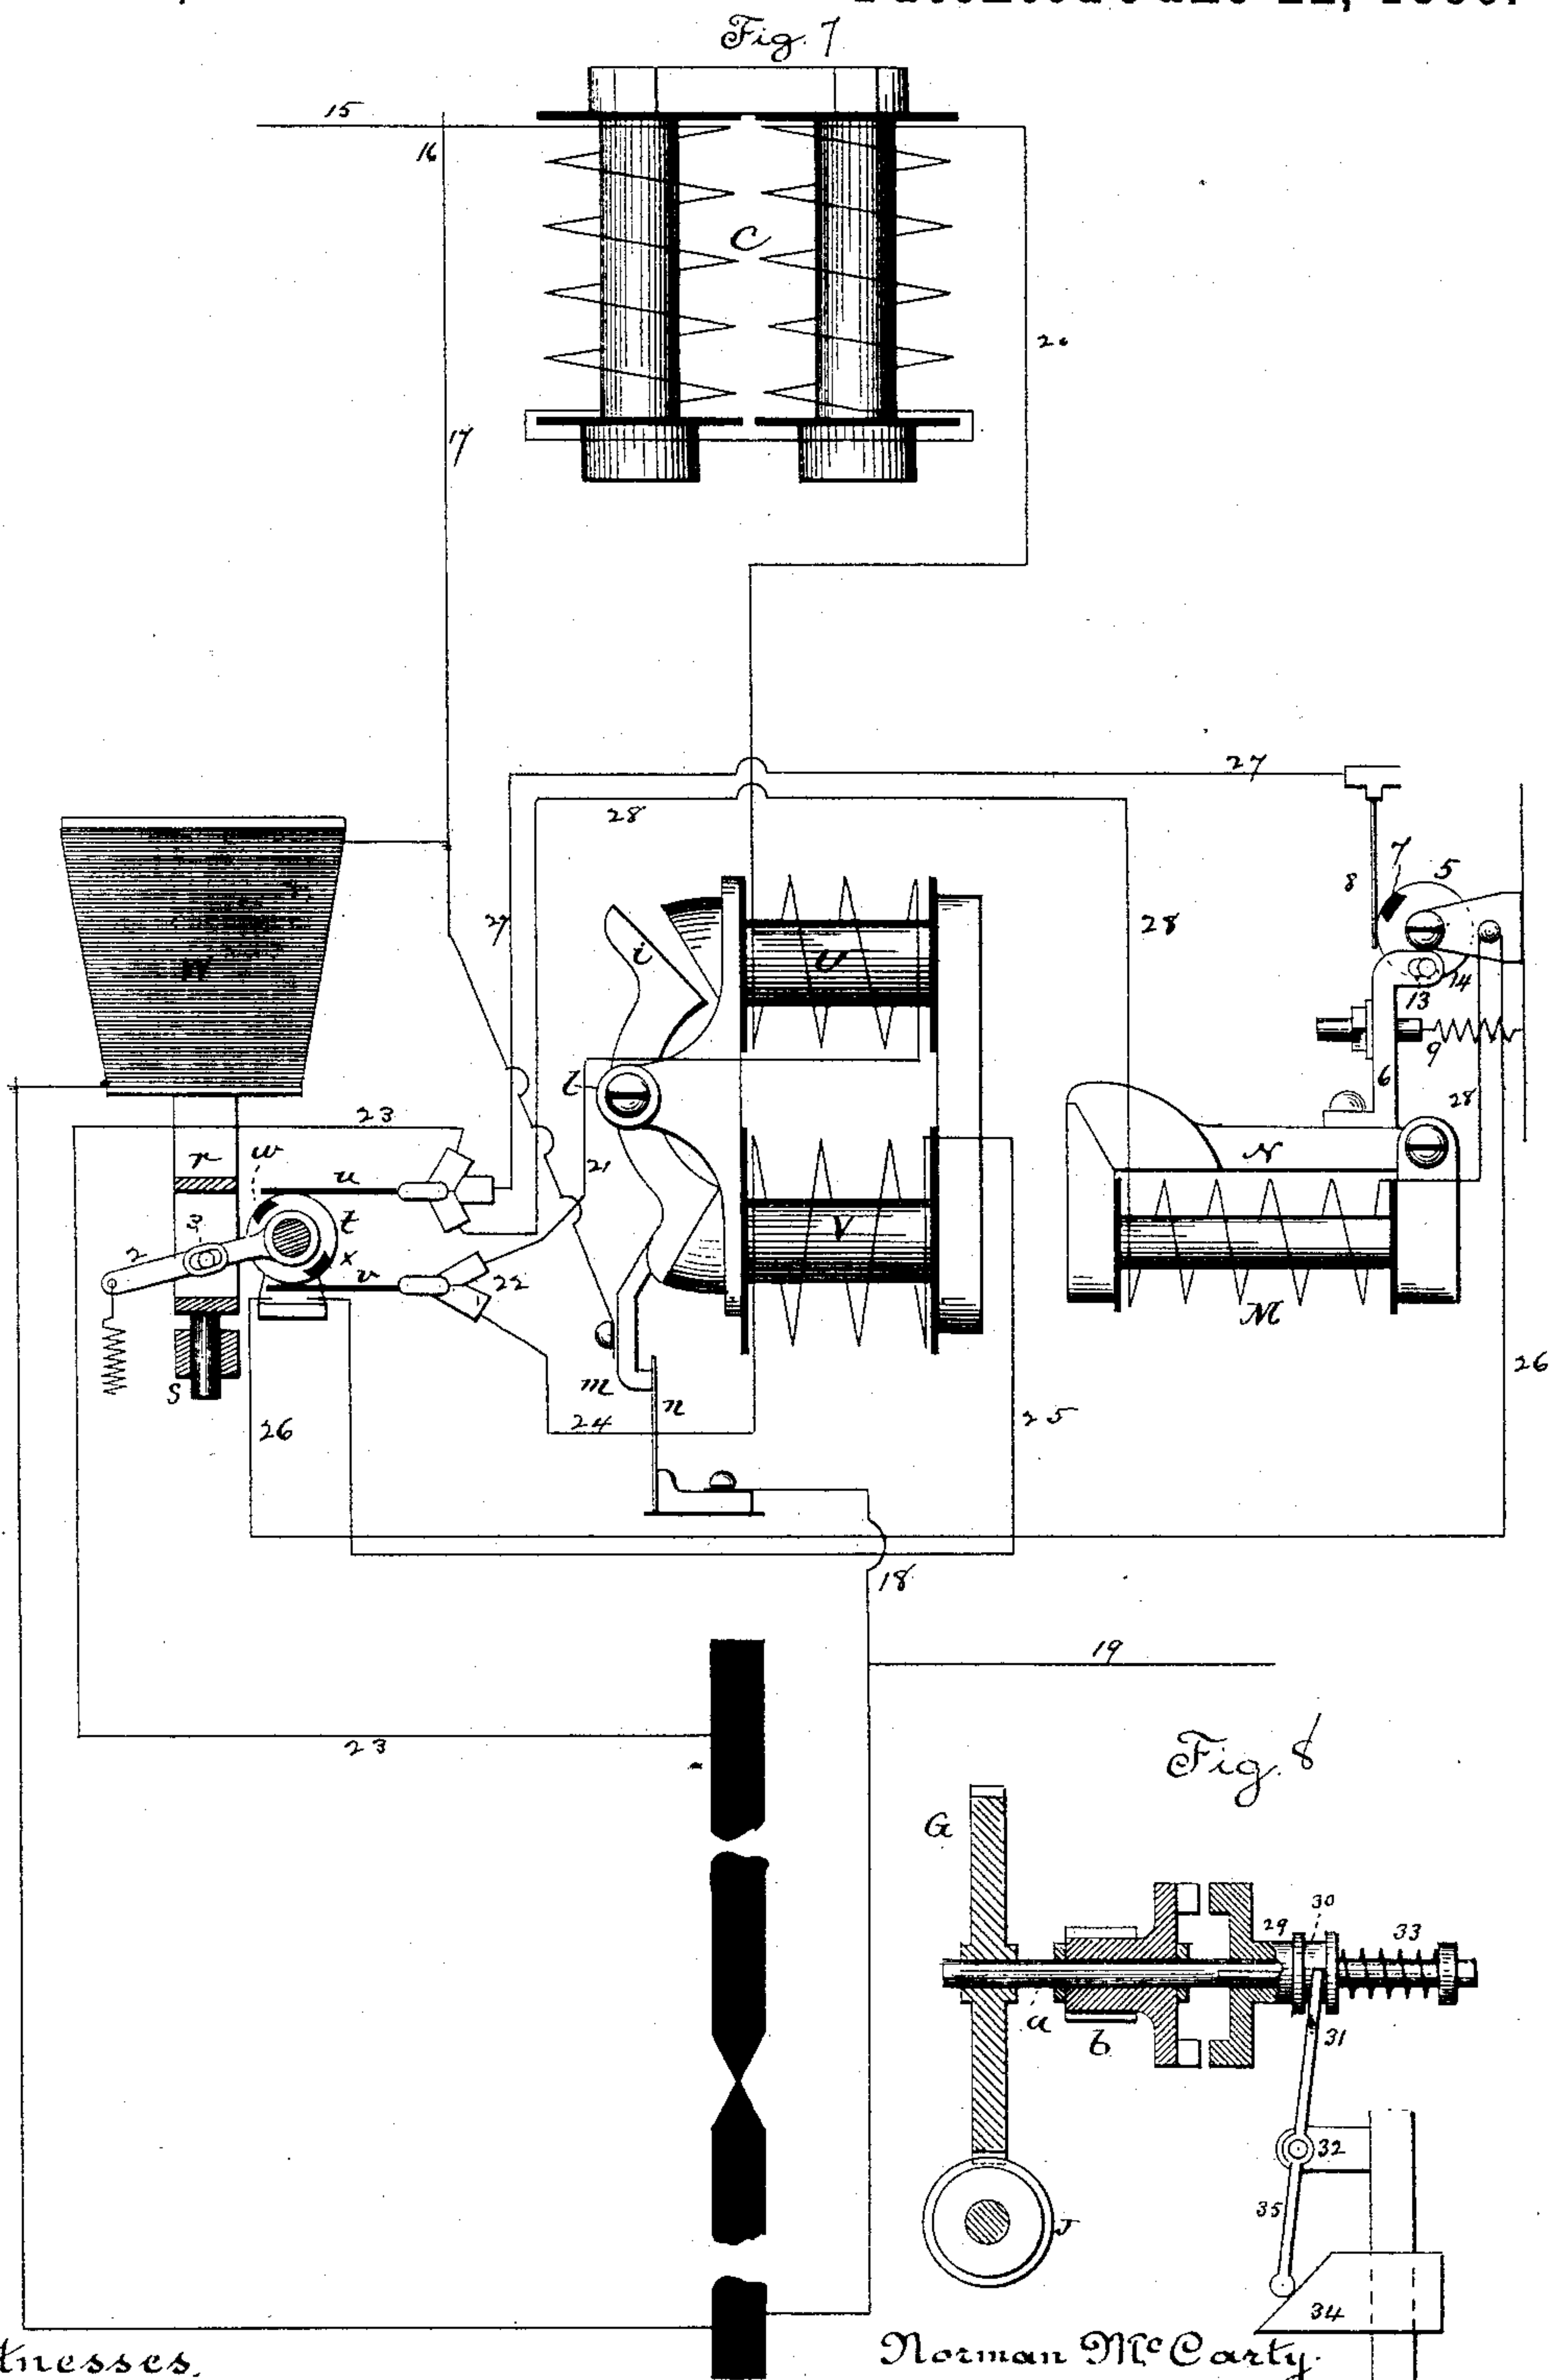 Fig. 7
15
16
C
20
17
27
28
7
5
8
W
27
i
U
28
14
13
9
l
6
28
23
r
w
u
21
N
3
t
2
x
V
v
22
M
S
m
n
26
24
25
26
18
19
23
Fig. 8
G
30
29
33
a
b
31
32
J
35
34
tnesses.
Norman McCarty.